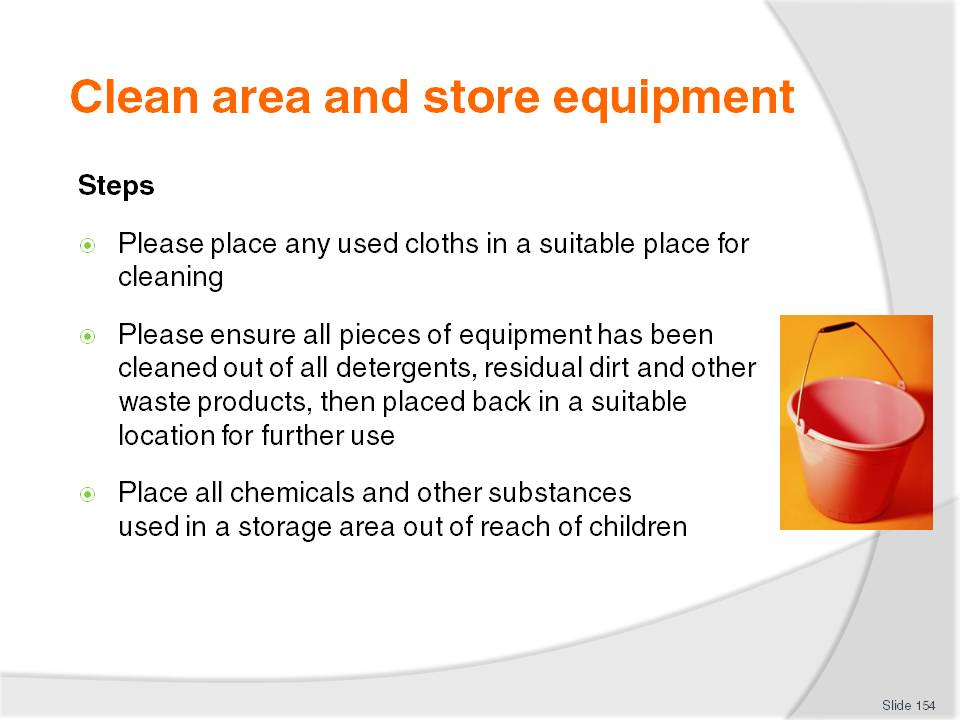 Clean area and store equipment
Steps
Please place any used cloths in a suitable place for
cleaning
Please ensure all pieces of equipment has been
cleaned out of all detergents, residual dirt and other
waste products, then placed back in a suitable
location for further use
Place all chemicals and other substances
used in a storage area out of reach of children
Slide 154